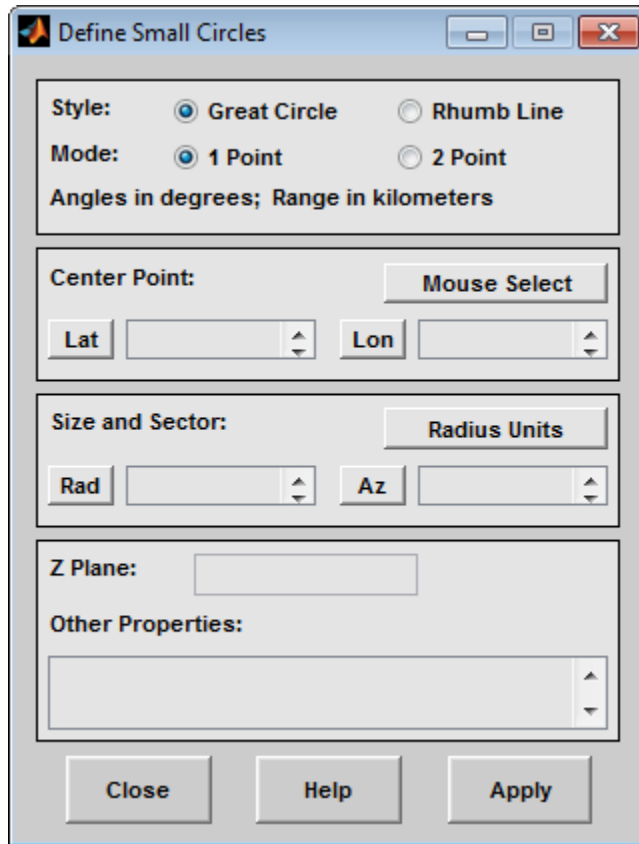 Define Small Circles
Style: Great Circle Rhumb Line
Mode: 1 Point 2 Point
Angles in degrees; Range in kilometers
Center Point: Mouse Select
Lat Lon
Size and Sector: Radius Units
Rad Az
Z Plane:
Other Properties:
Close Help Apply